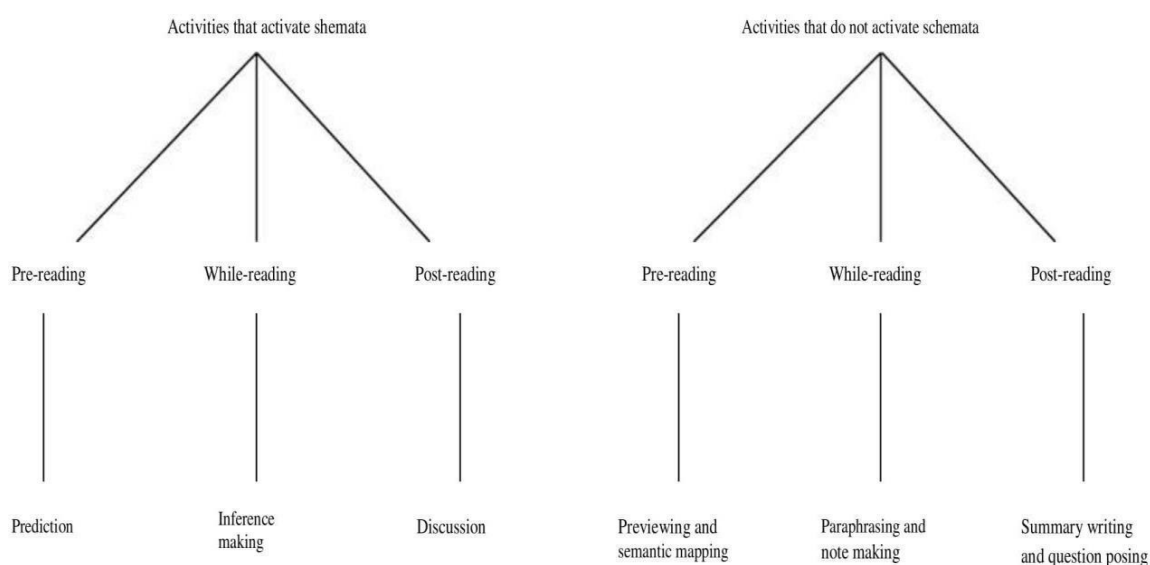 Activities that activate shemata
Activities that do not activate schemata
Pre-reading
While-reading
Post-reading
Pre-reading
While-reading
Post-reading
Prediction
Inference
making
Discussion
Previewing and
semantic mapping
Paraphrasing and
note making
Summary writing
and question posing